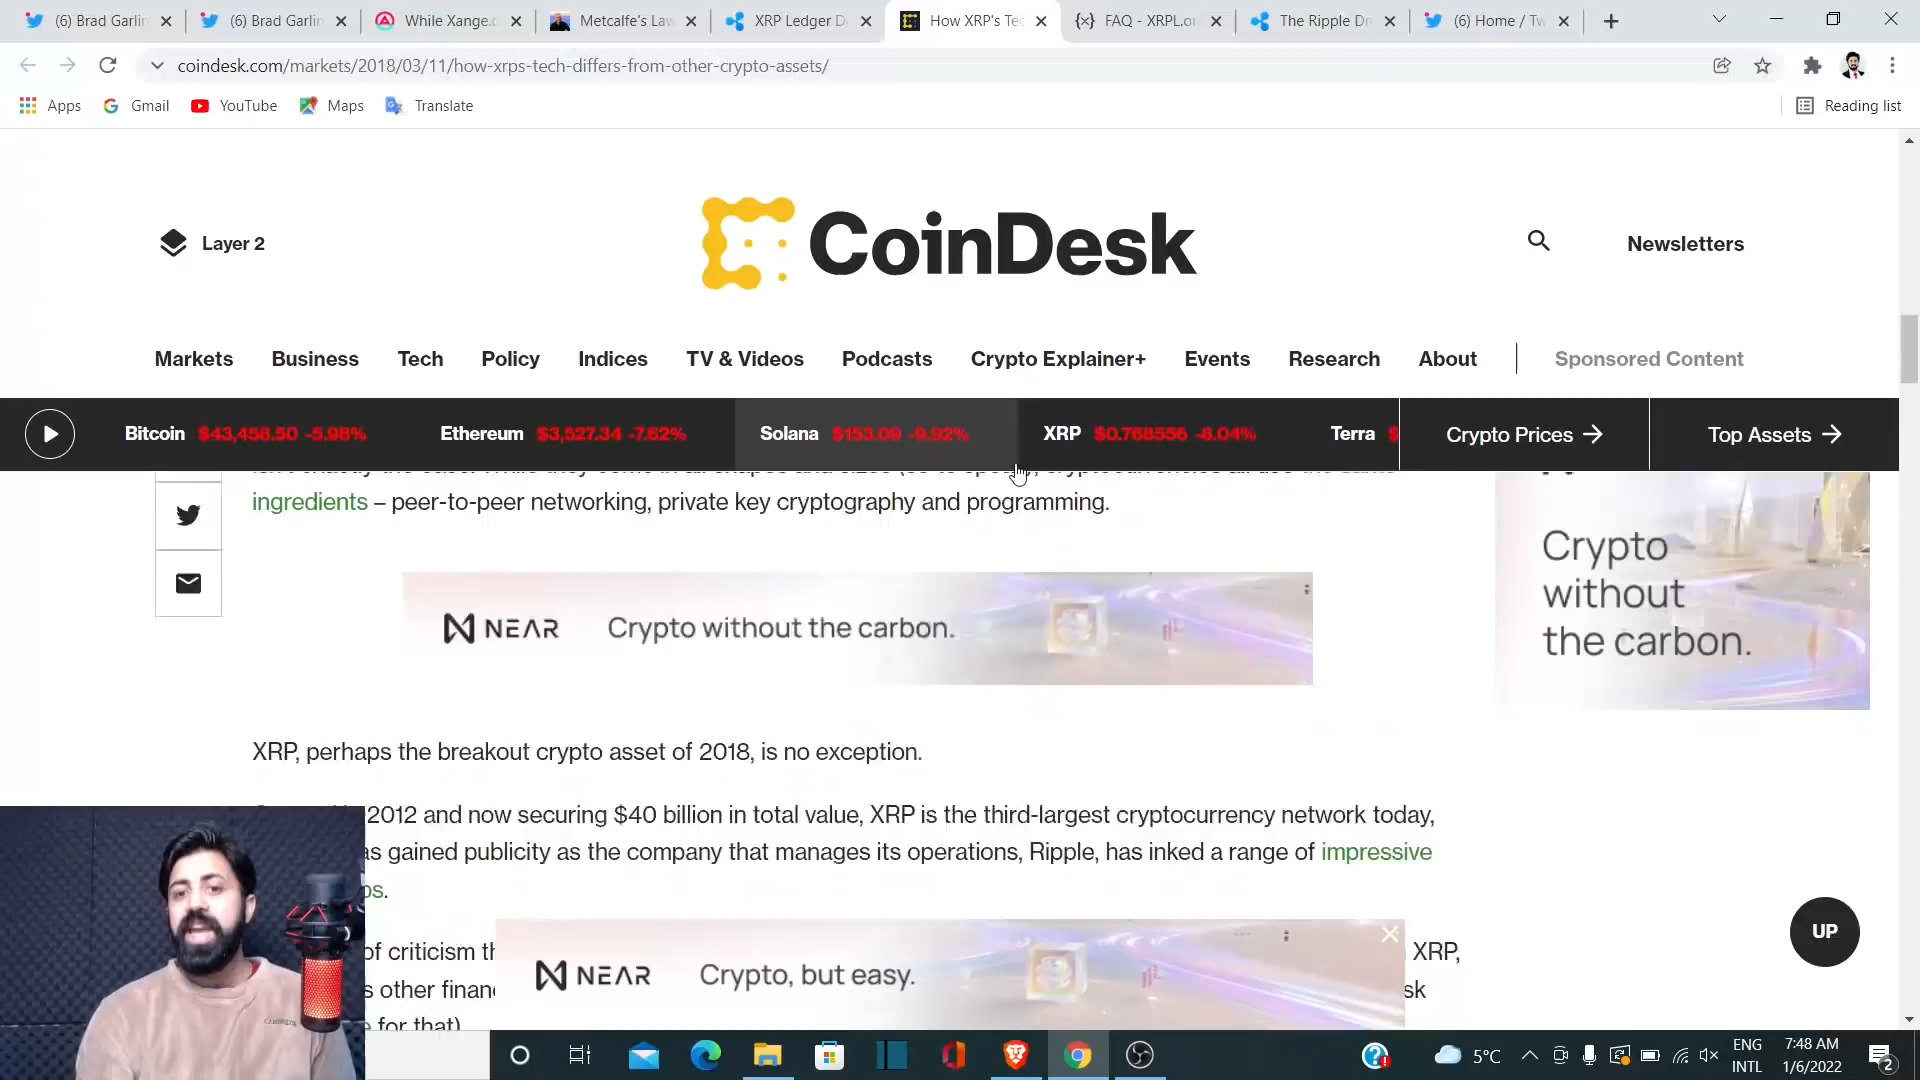 (6) Brad Garlin
(6) Brad Garlin
While Xange.c
Metcalfe's Law
XRP Ledger D
How XRP's Tec
FAQ - XRPL.or
The Ripple Dr
(6) Home / Tw
coindesk.com/markets/2018/03/11/how-xrps-tech-differs-from-other-crypto-assets/
Apps
Gmail
YouTube
Maps
Translate
Reading list
Layer 2
CoinDesk
Newsletters
Markets
Business
Tech
Policy
Indices
TV & Videos
Podcasts
Crypto Explainer+
Events
Research
About
Sponsored Content
Bitcoin $43,458.50 -5.98%
Ethereum $3,527.34 -7.62%
Solana $153.09 -9.92%
XRP $0.768556 -8.04%
Terra $
Crypto Prices →
Top Assets →
ingredients – peer-to-peer networking, private key cryptography and programming.
NEAR Crypto without the carbon.
Crypto
without
the carbon.
XRP, perhaps the breakout crypto asset of 2018, is no exception.
2012 and now securing $40 billion in total value, XRP is the third-largest cryptocurrency network today,
as gained publicity as the company that manages its operations, Ripple, has inked a range of impressive
ps.
of criticism th
XRP,
NEAR Crypto, but easy.
s other financ
sk
e for that)
UP
5°C
ENG
INTL
7:48 AM
1/6/2022
2